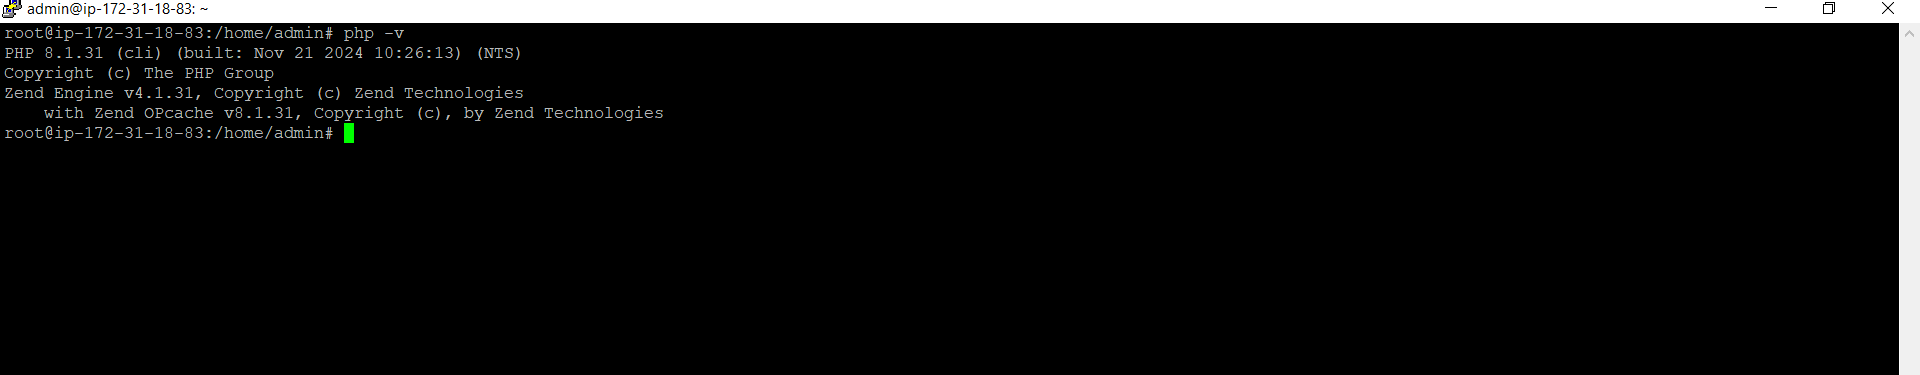 admin@ip-172-31-18-83: ~
root@ip-172-31-18-83:/home/admin# php -v
PHP 8.1.31 (cli) (built: Nov 21 2024 10:26:13) (NTS)
Copyright (c) The PHP Group
Zend Engine v4.1.31, Copyright (c) Zend Technologies
    with Zend OPcache v8.1.31, Copyright (c), by Zend Technologies
root@ip-172-31-18-83:/home/admin#